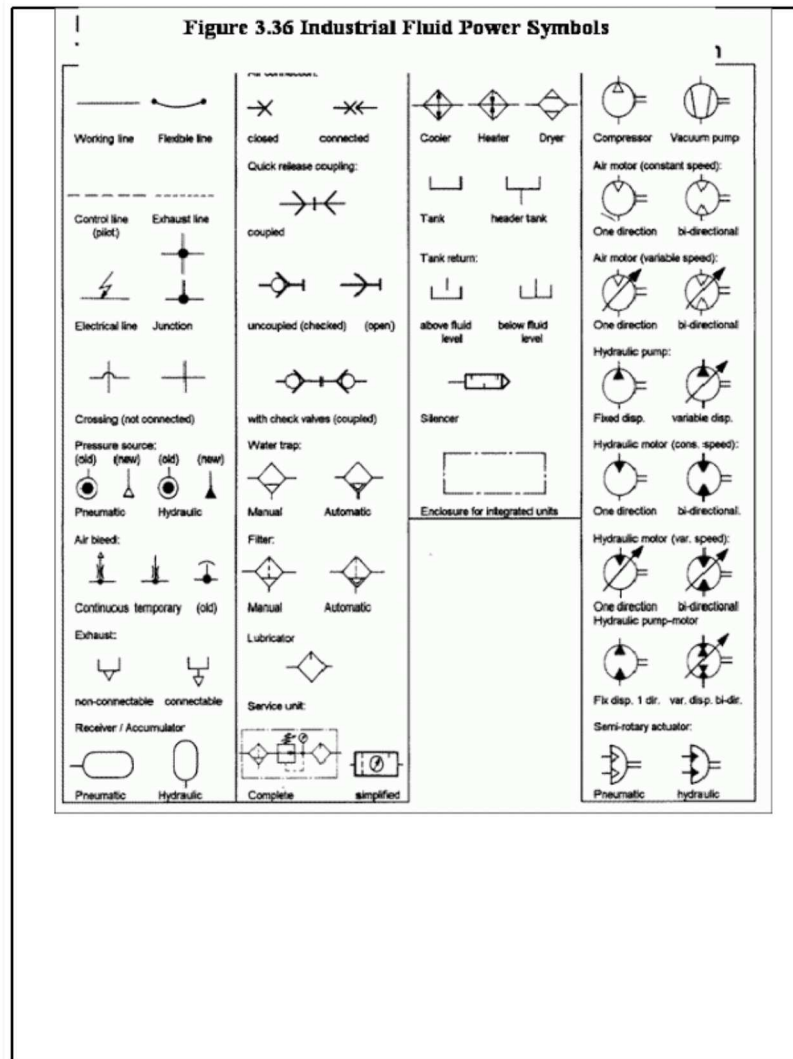 Figure 3.36 Industrial Fluid Power Symbols
Working line Flexible line
Control line Exhaust line
(pilot)
Electrical line Junction
Crossing (not connected)
Pressure source:
(old) (new) (old) (new)
Pneumatic Hydraulic
Air bleed:
Continuous temporary (old)
Exhaust:
non-connectable connectable
Receiver / Accumulator
Pneumatic Hydraulic
Air connection:
closed connected
Quick release coupling:
coupled
uncoupled (checked) (open)
with check valves (coupled)
Water trap:
Manual Automatic
Filter:
Manual Automatic
Lubricator
Service unit:
Complete simplified
Cooler Heater Dryer
Tank header tank
Tank return:
above fluid below fluid
level level
Silencer
Enclosure for integrated units
Compressor Vacuum pump
Air motor (constant speed):
One direction bi-directional
Air motor (variable speed):
One direction bi-directional
Hydraulic pump:
Fixed disp. variable disp.
Hydraulic motor (cons. speed):
One direction bi-directional.
Hydraulic motor (var. speed):
One direction bi-directional
Hydraulic pump-motor
Fix disp. 1 dir. var. disp. bi-dir.
Semi-rotary actuator:
Pneumatic hydraulic